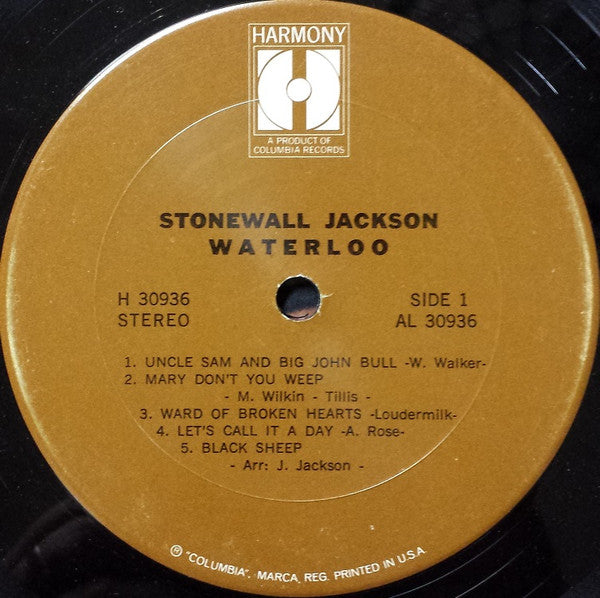 HARMONY
H
A PRODUCT OF
COLUMBIA RECORDS
STONEWALL JACKSON
WATERLOO
H 30936
STEREO
SIDE 1
AL 30936
1. UNCLE SAM AND BIG JOHN BULL -W. Walker-
2. MARY DON'T YOU WEEP
- M. Wilkin - Tillis -
3. WARD OF BROKEN HEARTS -Loudermilk-
4. LET'S CALL IT A DAY -A. Rose-
5. BLACK SHEEP
- Arr: J. Jackson -
℗ "COLUMBIA", MARCA, REG. PRINTED IN U.S.A.